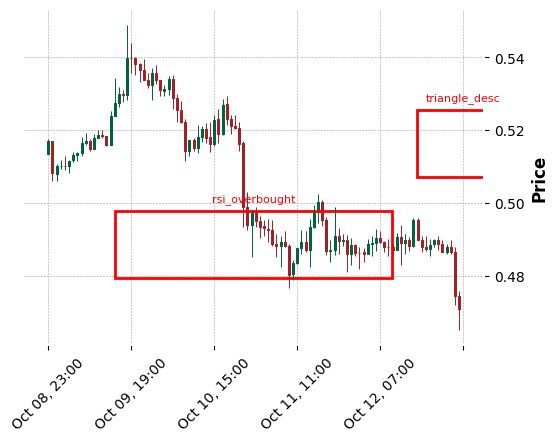 triangle_desc
rsi_overbought
0.54
0.52
0.50
0.48
Price
Oct 08, 23:00
Oct 09, 19:00
Oct 10, 15:00
Oct 11, 11:00
Oct 12, 07:00